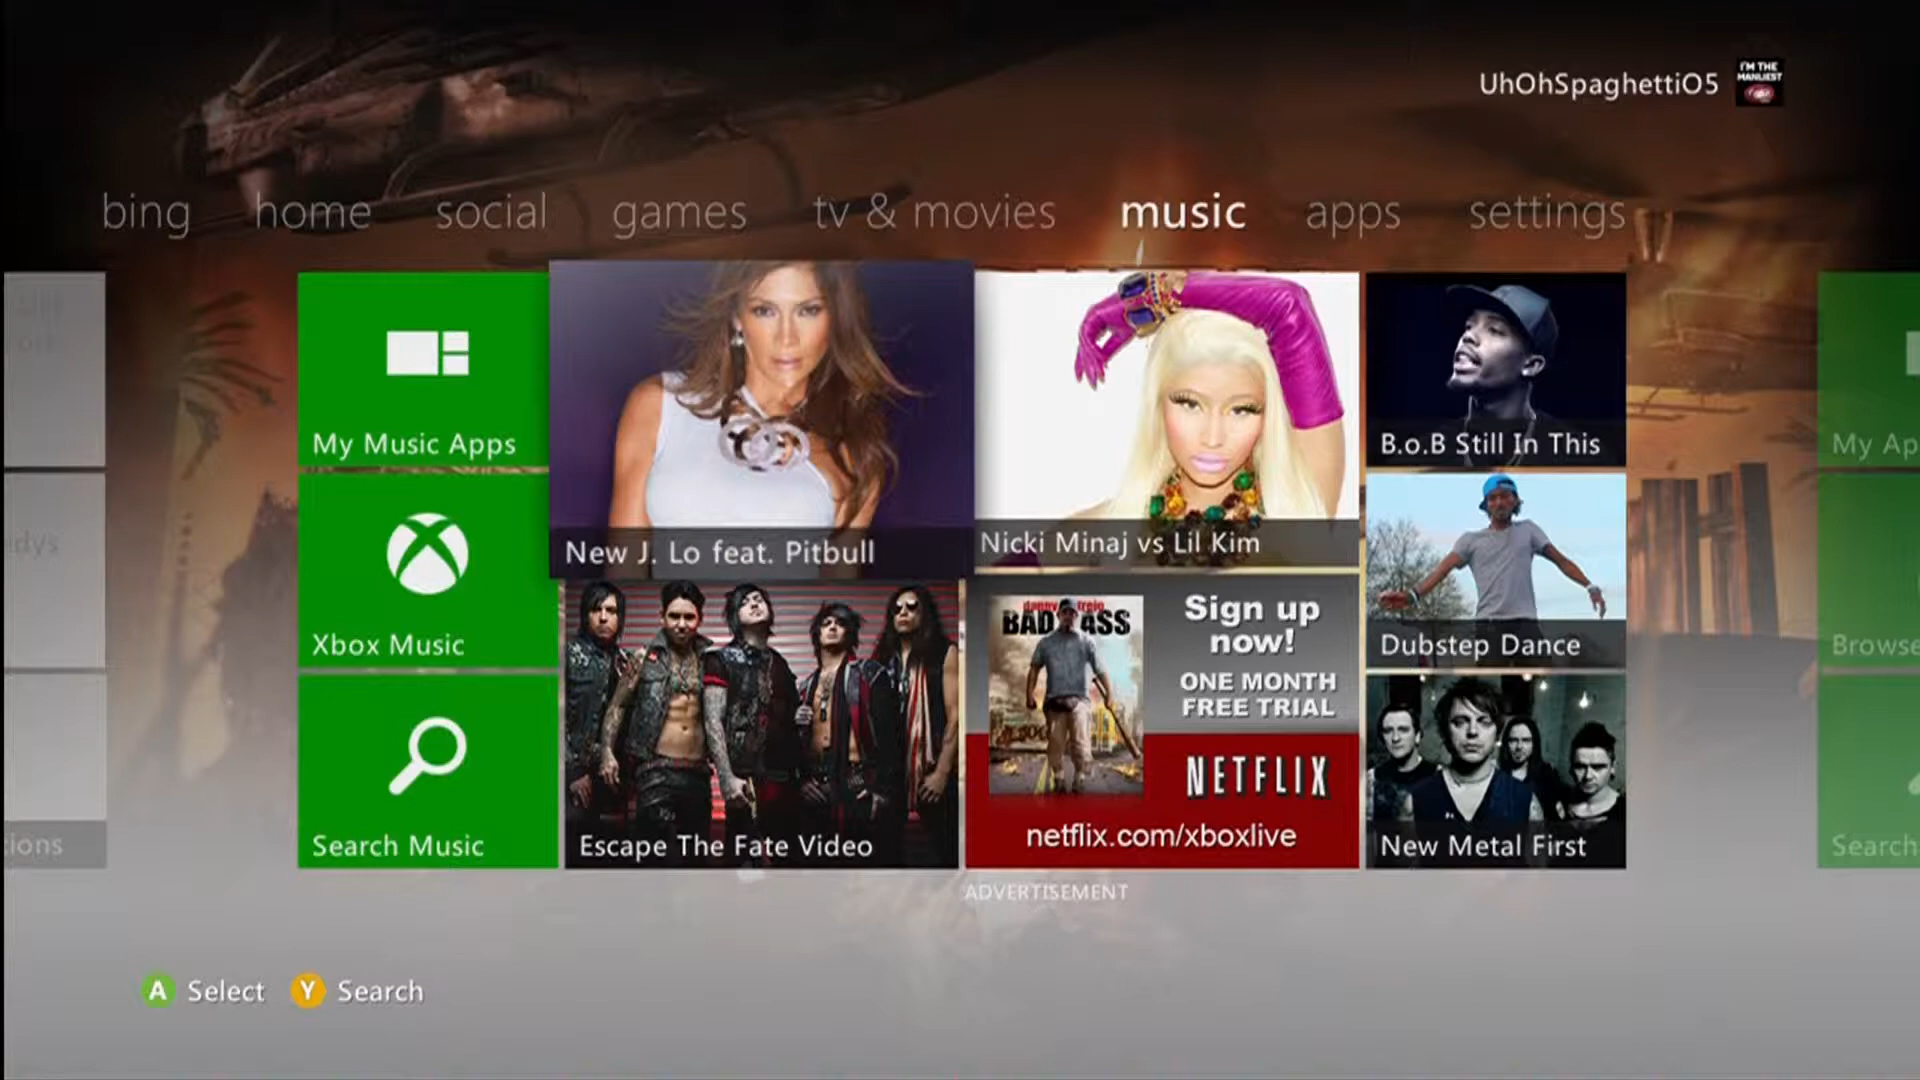 UhOhSpaghettiO5
I'M THE
MANLIEST
bing
home
social
games
tv & movies
music
apps
settings
My Music Apps
Xbox Music
Search Music
New J. Lo feat. Pitbull
Escape The Fate Video
Nicki Minaj vs Lil Kim
danny trejo
BAD ASS
Sign up
now!
ONE MONTH
FREE TRIAL
NETFLIX
netflix.com/xboxlive
ADVERTISEMENT
B.o.B Still In This
Dubstep Dance
New Metal First
My Ap
Browse
Search
dys
ions
A Select
Y Search